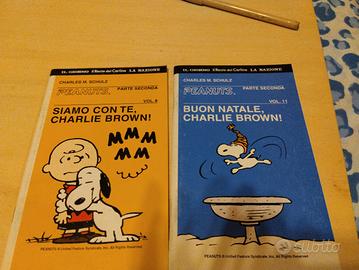 IL GIORNO il Resto del Carlino LA NAZIONE
CHARLES M. SCHULZ
PEANUTS. PARTE SECONDA
VOL. 8
SIAMO CON TE,
CHARLIE BROWN!
MMM
MM
PEANUTS © United Feature Syndicate, Inc. All Rights Reserved.
IL GIORNO il Resto del Carlino LA NAZIONE
CHARLES M. SCHULZ
PEANUTS. PARTE SECONDA
VOL. 11
BUON NATALE,
CHARLIE BROWN!
PEANUTS © United Feature Syndicate, Inc. All Rights Reserved.
subito